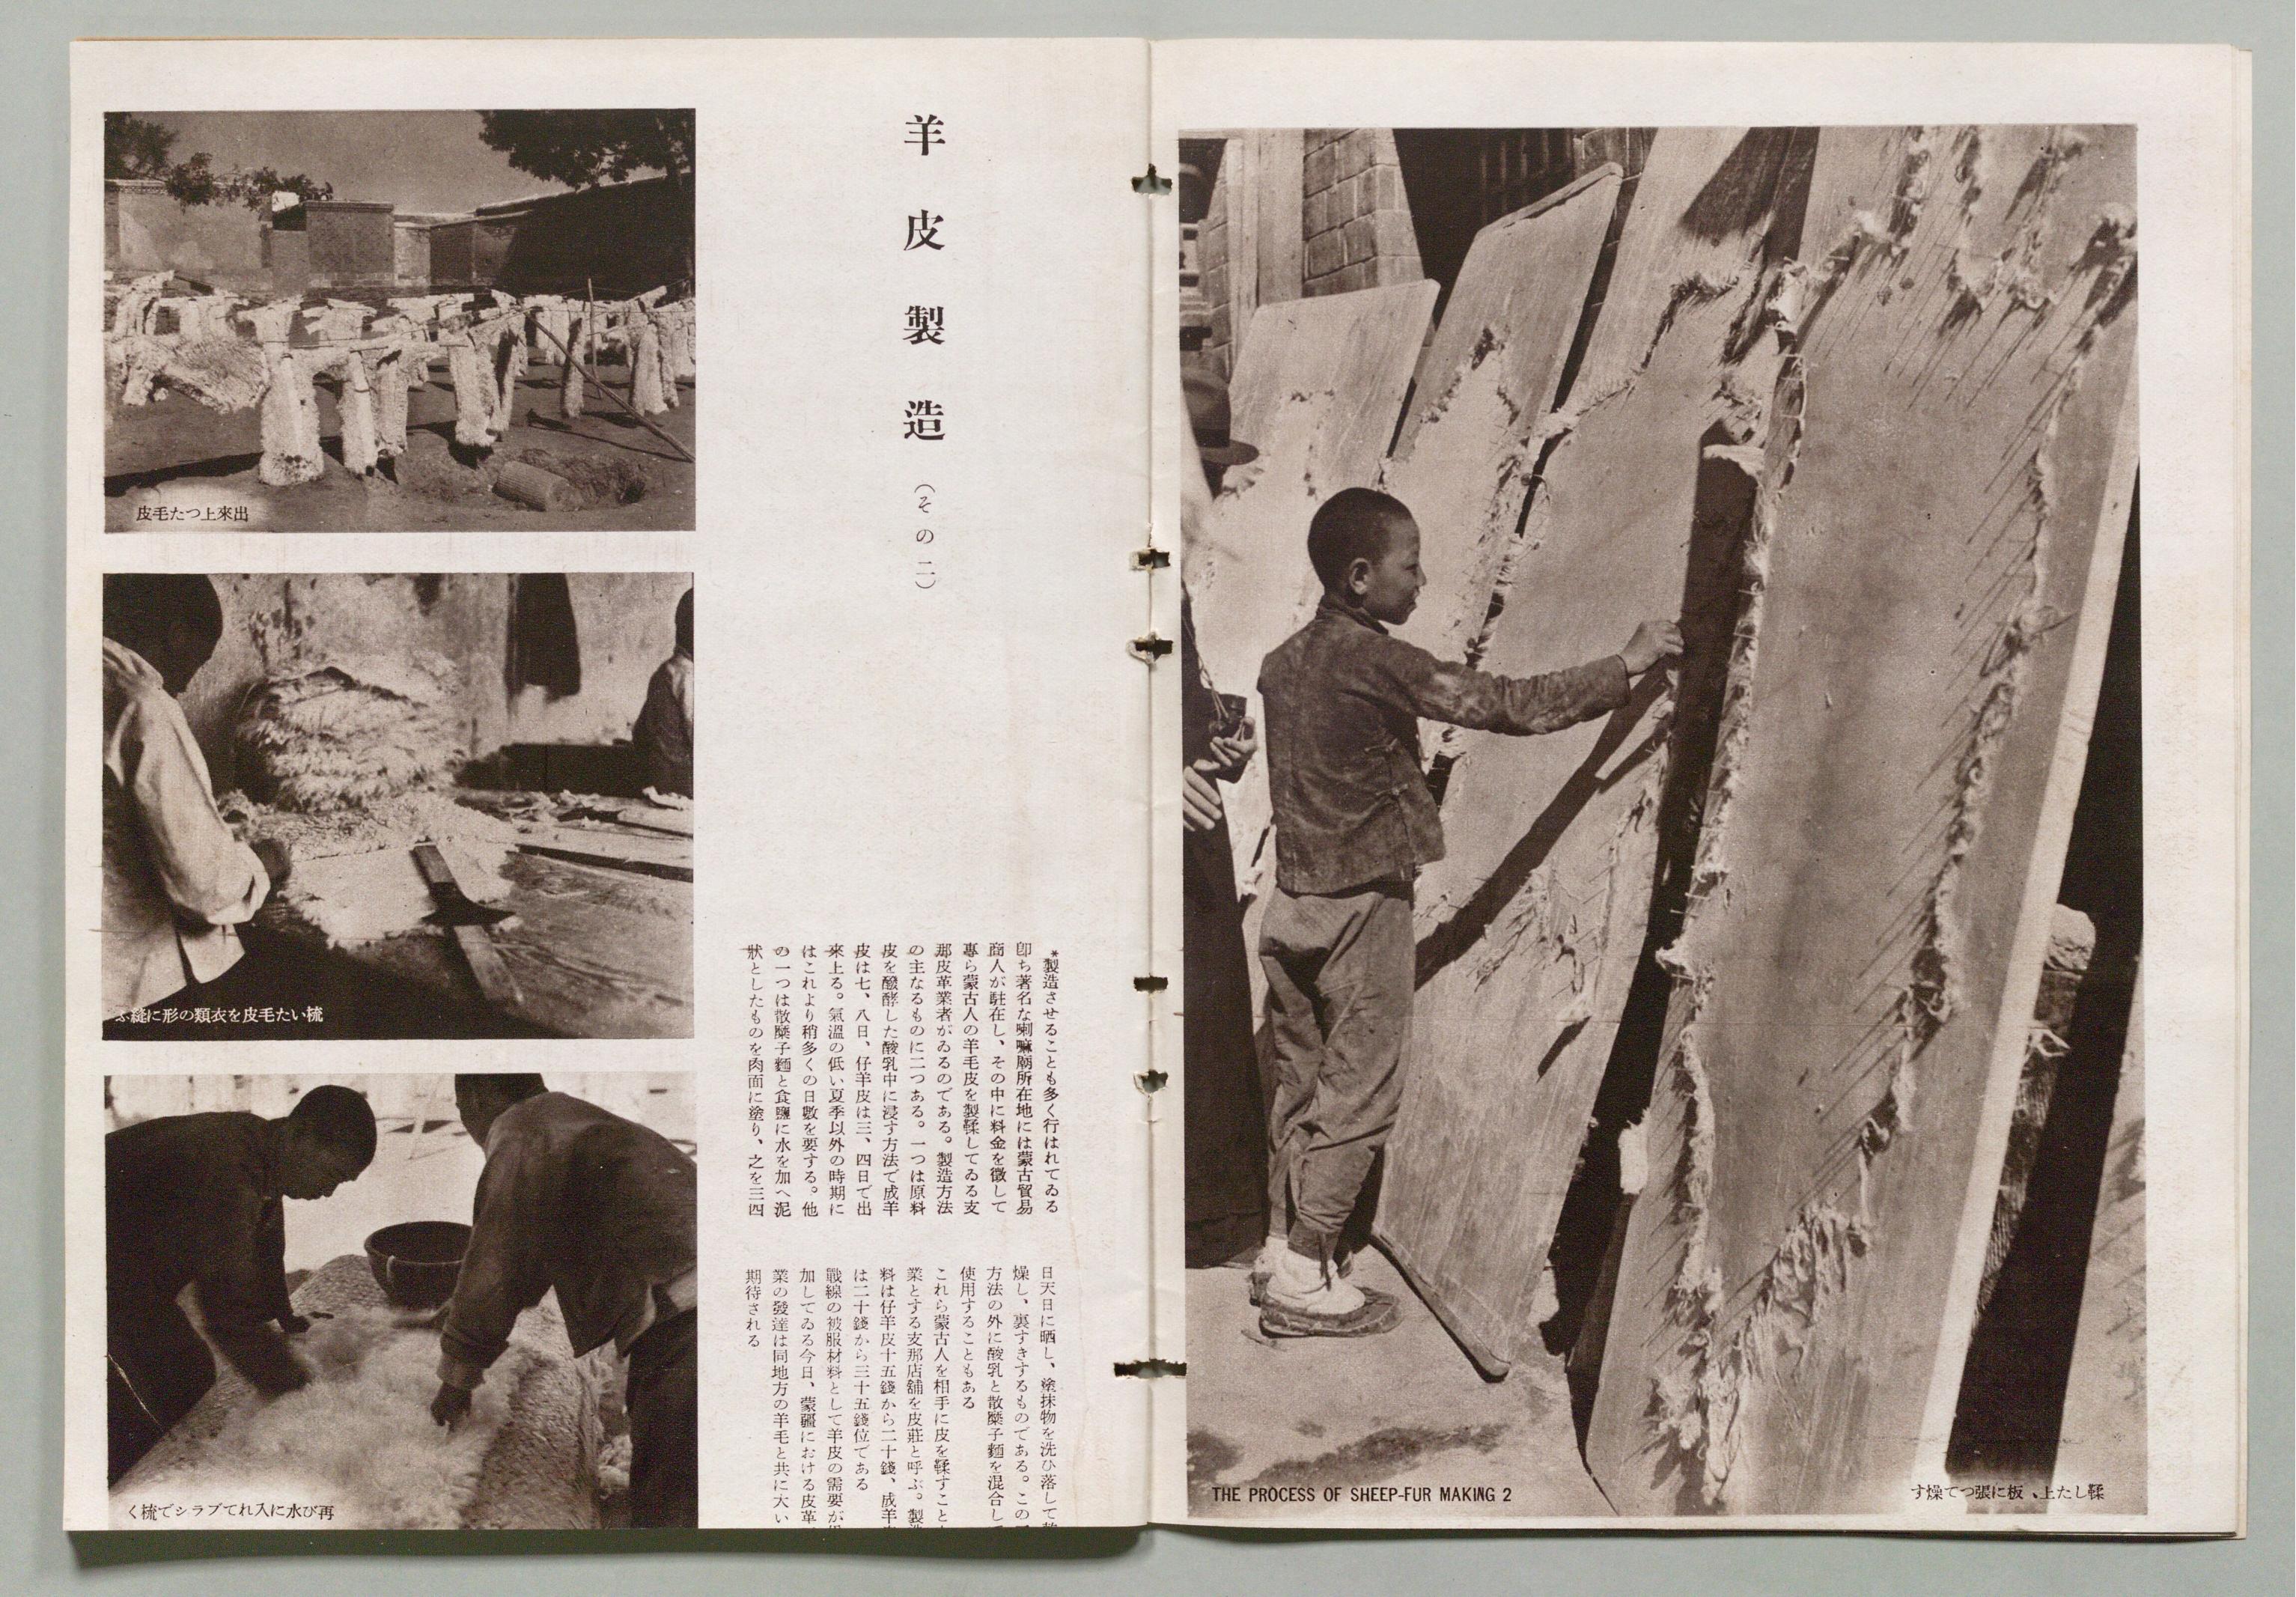 羊皮製造
（その二）
*製造させることも多く行はれてゐる
卽ち著名な喇嘛廟所在地には蒙古貿易
商人が駐在し、その中に料金を徵して
專ら蒙古人の羊毛皮を製鞣してゐる支
那皮革業者がゐるのである。製造方法
の主なるものに二つある。一つは原料
皮を醱酵した酸乳中に浸す方法で成羊
皮は七、八日、仔羊皮は三、四日で出
來上る。氣溫の低い夏季以外の時期に
はこれより稍多くの日數を要する。他
の一つは散糜子麵と食鹽に水を加へ泥
狀としたものを肉面に塗り、之を三四
日天日に晒し、塗抹物を洗ひ落して
燥し、裏すきするものである。この
方法の外に酸乳と散糜子麵を混合し
使用することもある
これら蒙古人を相手に皮を鞣すこと
業とする支那店舖を皮莊と呼ぶ。製
料は仔羊皮十五錢から二十錢、成羊
は二十錢から三十五錢位である
戰線の被服材料として羊皮の需要が
加してゐる今日、蒙疆における皮革
業の發達は同地方の羊毛と共に大い
期待される
出來上つた毛皮
梳いた毛皮を衣類の形に縫ふ
再び水に入れてブラシで梳く
THE PROCESS OF SHEEP-FUR MAKING 2
鞣した上、板に張つて燥す